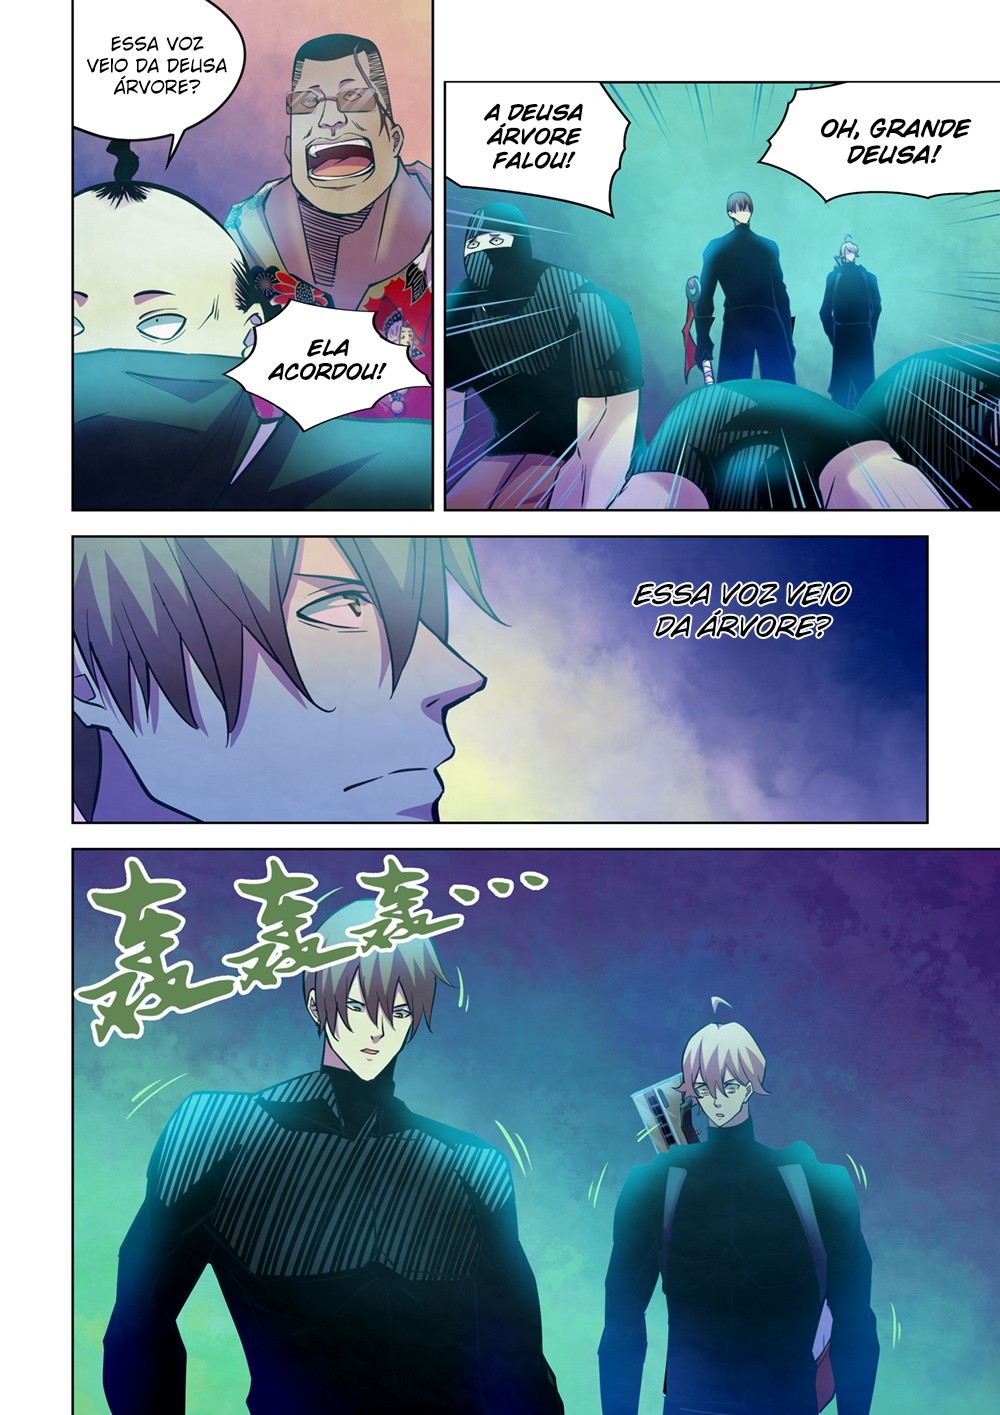 ESSA VOZ
VEIO DA DEUSA
ÁRVORE?
ELA
ACORDOU!
A DEUSA
ÁRVORE
FALOU!
OH, GRANDE
DEUSA!
ESSA VOZ VEIO
DA ÁRVORE?
轰轰轰...